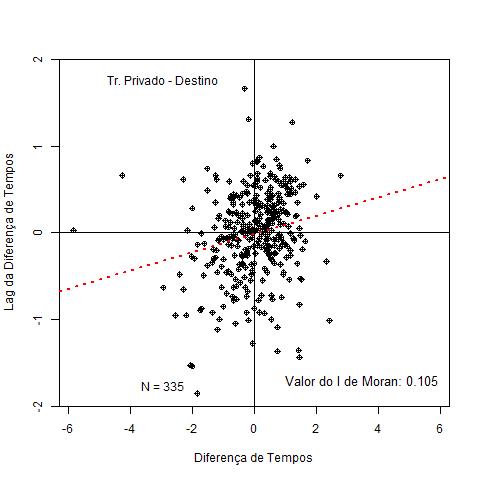 Tr. Privado - Destino
N = 335
Valor do I de Moran: 0.105
Lag da Diferença de Tempos
2
1
0
-1
-2
-6 -4 -2 0 2 4 6
Diferença de Tempos